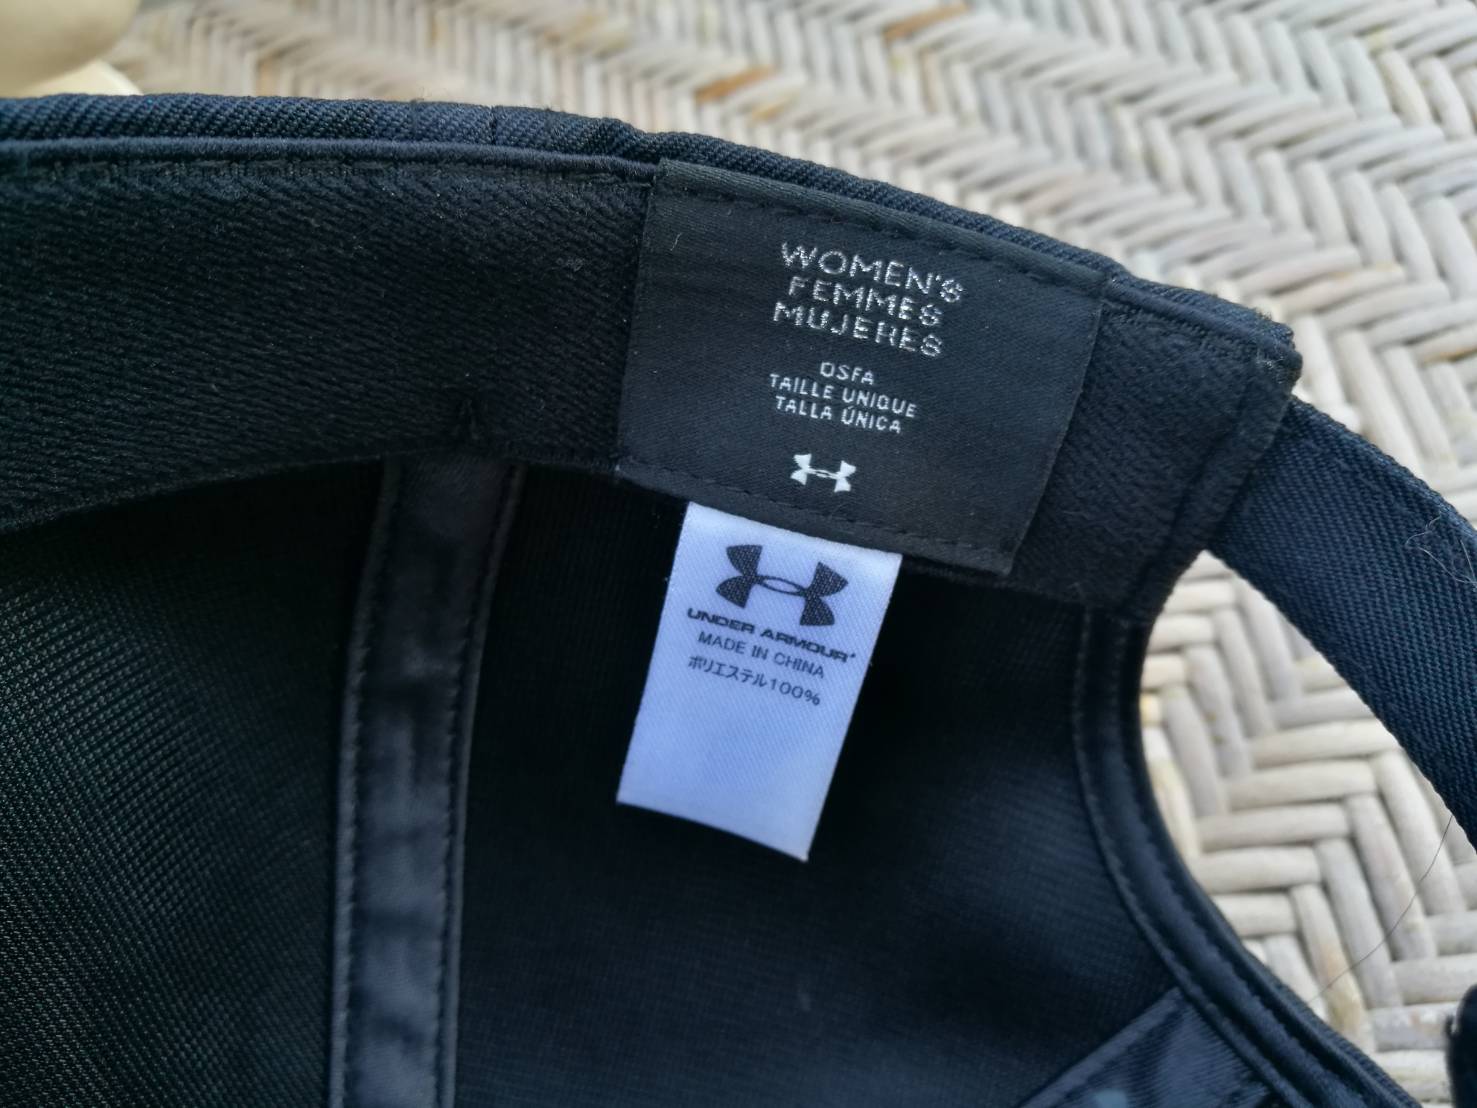 WOMEN'S
FEMMES
MUJERES
OSFA
TAILLE UNIQUE
TALLA ÚNICA
UNDER ARMOUR
MADE IN CHINA
ポリエステル100%